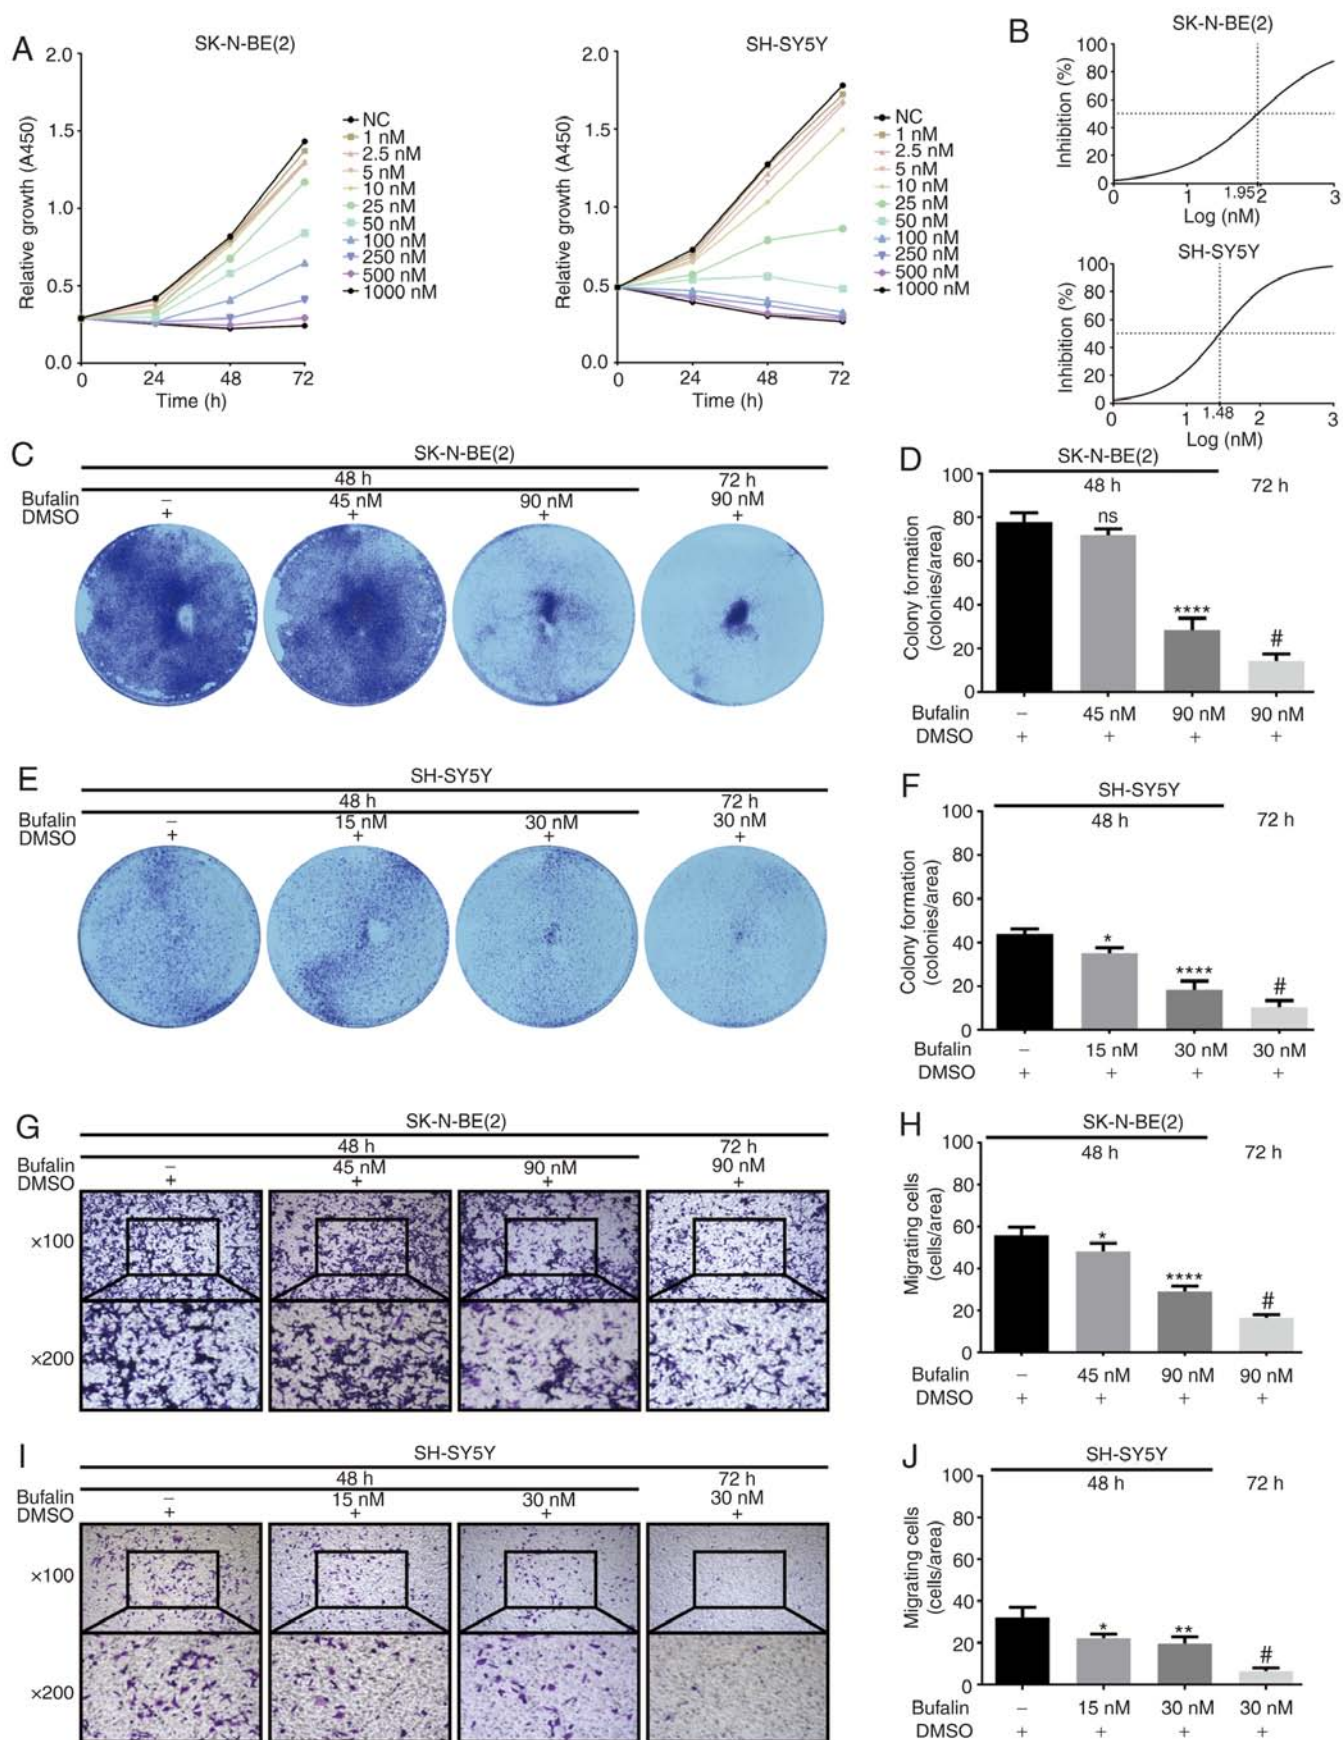 A
SK-N-BE(2)
Relative growth (A450)
2.0
1.5
1.0
0.5
0.0
0 24 48 72
Time (h)
NC
1 nM
2.5 nM
5 nM
10 nM
25 nM
50 nM
100 nM
250 nM
500 nM
1000 nM
SH-SY5Y
Relative growth (A450)
2.0
1.5
1.0
0.5
0.0
0 24 48 72
Time (h)
NC
1 nM
2.5 nM
5 nM
10 nM
25 nM
50 nM
100 nM
250 nM
500 nM
1000 nM
B
SK-N-BE(2)
Inhibition (%)
100
80
60
40
20
0
0 1 1.95 2 3
Log (nM)
SH-SY5Y
Inhibition (%)
100
80
60
40
20
0
0 1 1.48 2 3
Log (nM)
C
SK-N-BE(2)
48 h 72 h
Bufalin – 45 nM 90 nM 90 nM
DMSO + + + +
D
SK-N-BE(2)
48 h 72 h
Colony formation
(colonies/area)
100
80
60
40
20
0
ns
****
#
Bufalin – 45 nM 90 nM 90 nM
DMSO + + + +
E
SH-SY5Y
48 h 72 h
Bufalin – 15 nM 30 nM 30 nM
DMSO + + + +
F
SH-SY5Y
48 h 72 h
Colony formation
(colonies/area)
100
80
60
40
20
0
*
****
#
Bufalin – 15 nM 30 nM 30 nM
DMSO + + + +
G
SK-N-BE(2)
48 h 72 h
Bufalin – 45 nM 90 nM 90 nM
DMSO + + + +
×100
×200
H
SK-N-BE(2)
48 h 72 h
Migrating cells
(cells/area)
100
80
60
40
20
0
*
****
#
Bufalin – 45 nM 90 nM 90 nM
DMSO + + + +
I
SH-SY5Y
48 h 72 h
Bufalin – 15 nM 30 nM 30 nM
DMSO + + + +
×100
×200
J
SH-SY5Y
48 h 72 h
Migrating cells
(cells/area)
100
80
60
40
20
0
*
**
#
Bufalin – 15 nM 30 nM 30 nM
DMSO + + + +